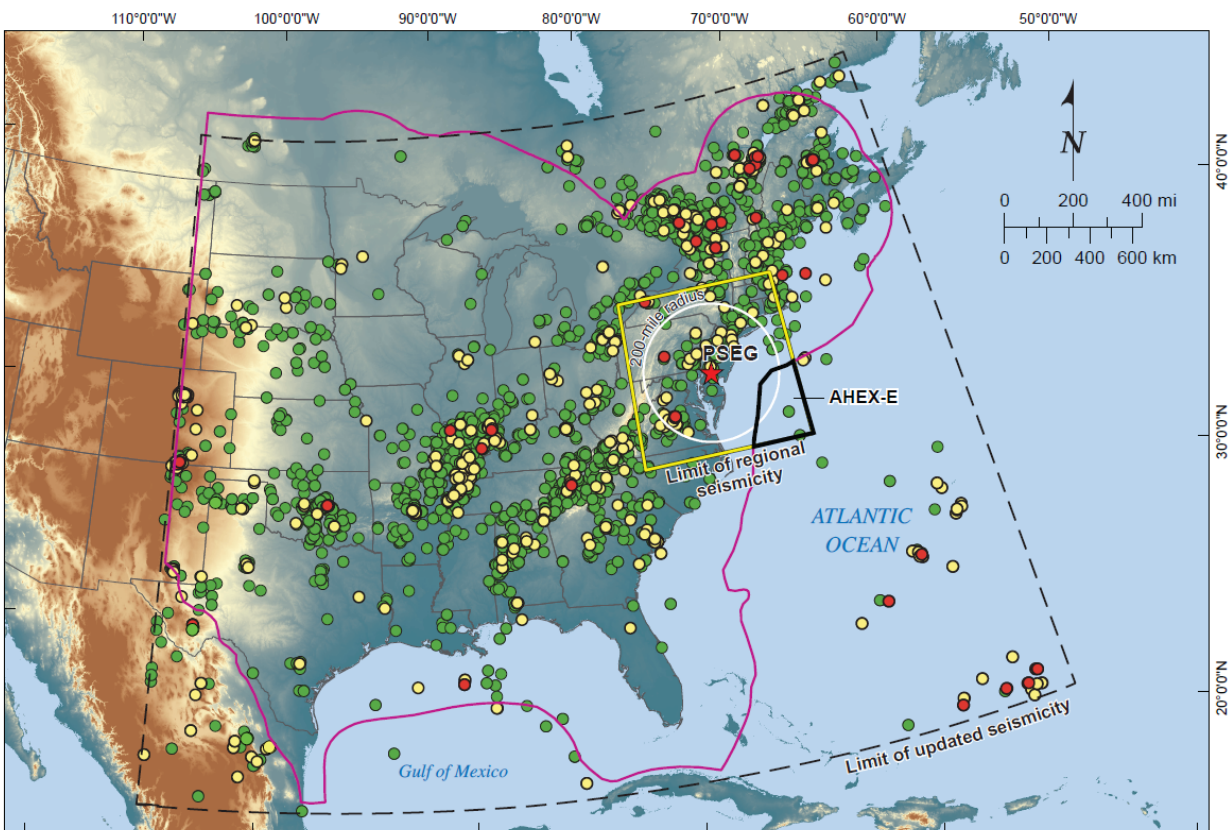 110°0'0"W
100°0'0"W
90°0'0"W
80°0'0"W
70°0'0"W
60°0'0"W
50°0'0"W
N
40°0'0"N
0 200 400 mi
0 200 400 600 km
200-mile radius
PSEG
AHEX-E
30°0'0"N
Limit of regional
seismicity
ATLANTIC
OCEAN
20°0'0"N
Limit of updated seismicity
Gulf of Mexico